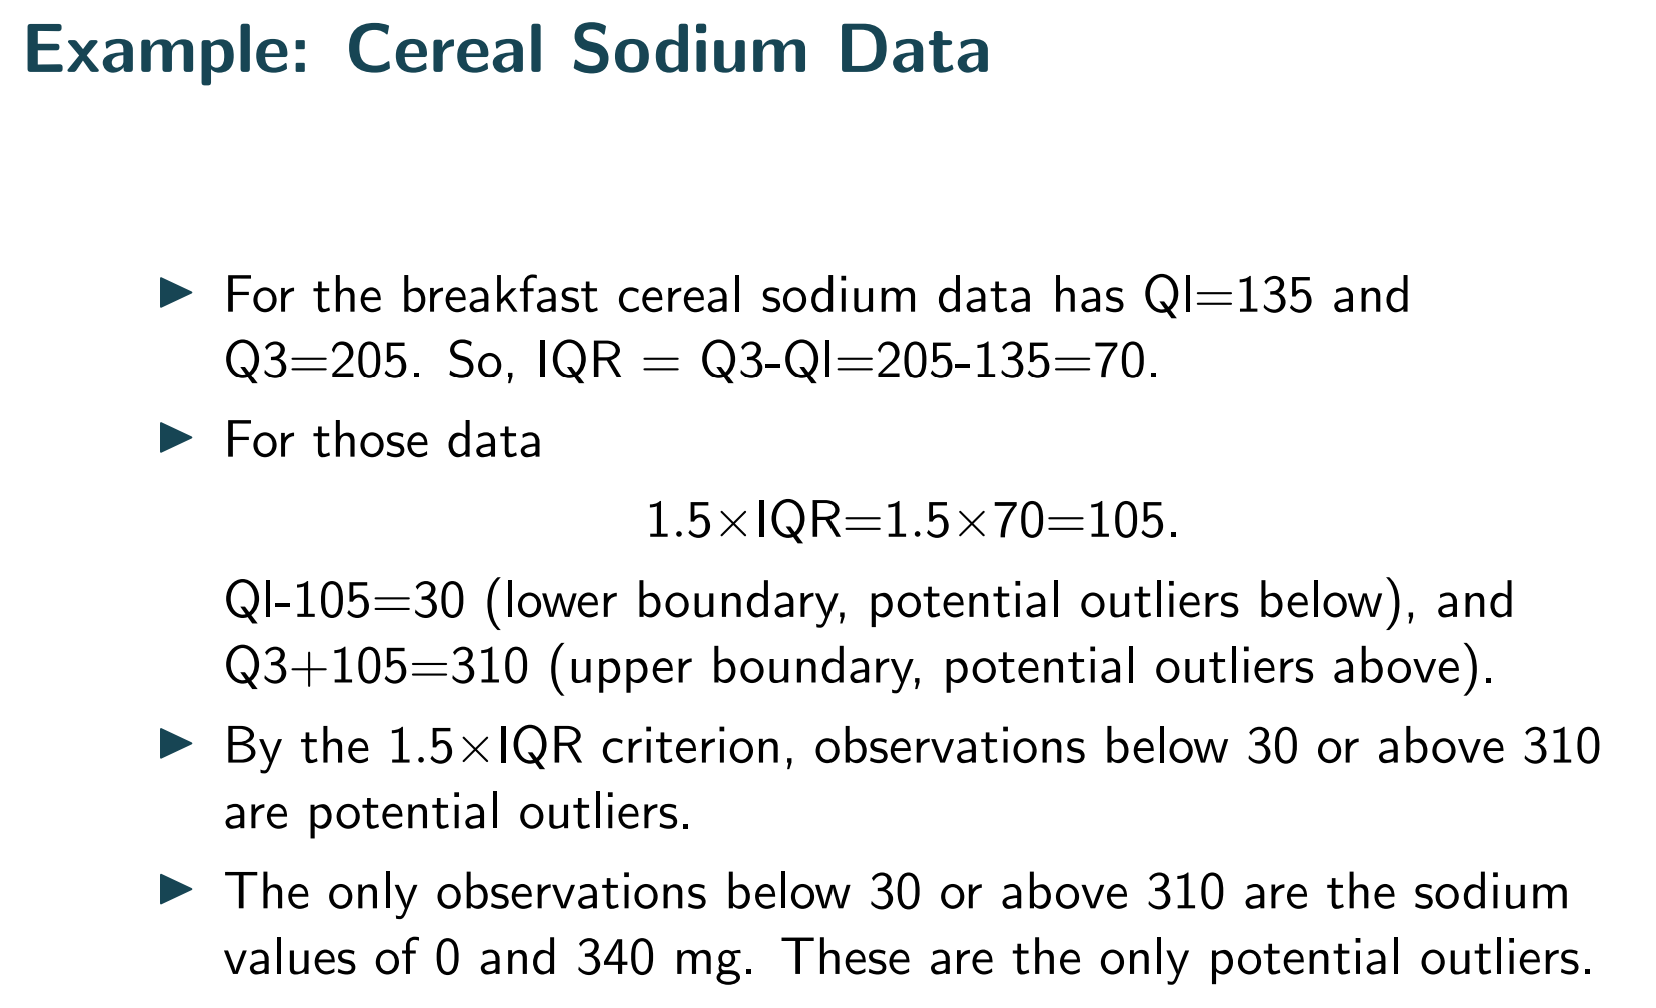 Example: Cereal Sodium Data
▶ For the breakfast cereal sodium data has Ql=135 and
Q3=205. So, IQR = Q3-Ql=205-135=70.
▶ For those data
1.5×IQR=1.5×70=105.
Ql-105=30 (lower boundary, potential outliers below), and
Q3+105=310 (upper boundary, potential outliers above).
▶ By the 1.5×IQR criterion, observations below 30 or above 310
are potential outliers.
▶ The only observations below 30 or above 310 are the sodium
values of 0 and 340 mg. These are the only potential outliers.